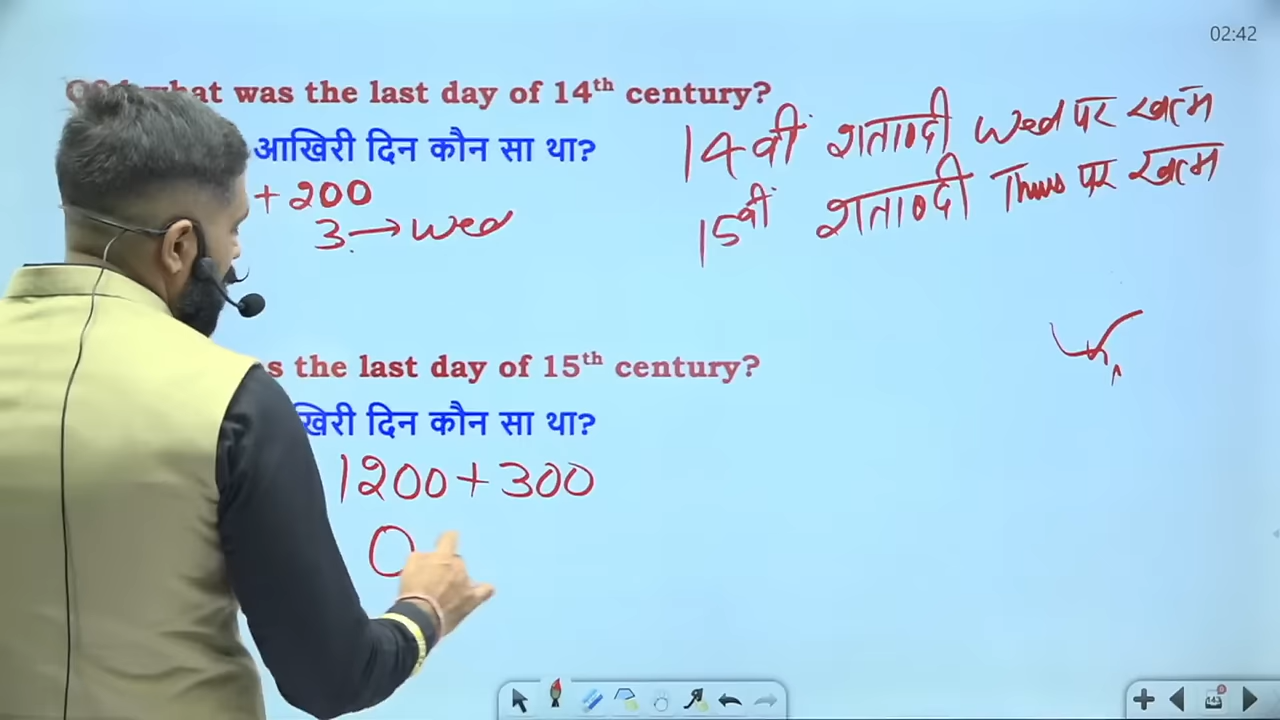 02:42
what was the last day of 14th century?
आखिरी दिन कौन सा था?
+ 200
3 → wed
14वीं शताब्दी wed पर खत्म
15वीं शताब्दी Thus पर खत्म
s the last day of 15th century?
खिरी दिन कौन सा था?
1200+300
0